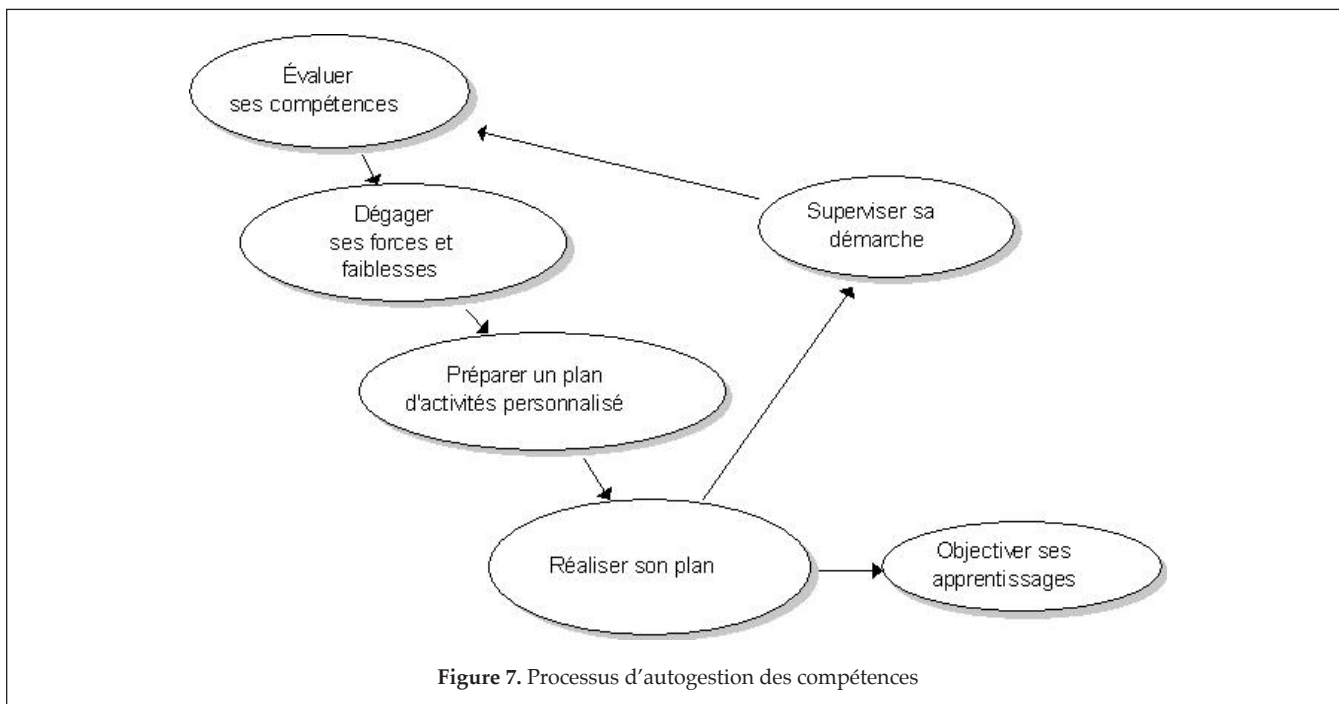 Évaluer
ses compétences
Dégager
ses forces et
faiblesses
Préparer un plan
d'activités personnalisé
Réaliser son plan
Superviser sa
démarche
Objectiver ses
apprentissages
Figure 7. Processus d’autogestion des compétences